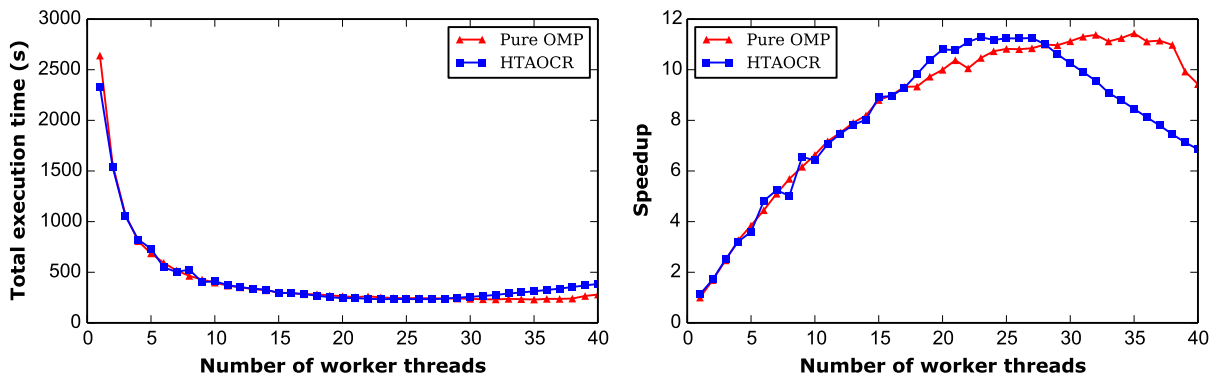 3000
2500
2000
1500
1000
500
0
Total execution time (s)
Pure OMP
HTAOCR
0 5 10 15 20 25 30 35 40
Number of worker threads
12
10
8
6
4
2
0
Speedup
Pure OMP
HTAOCR
0 5 10 15 20 25 30 35 40
Number of worker threads